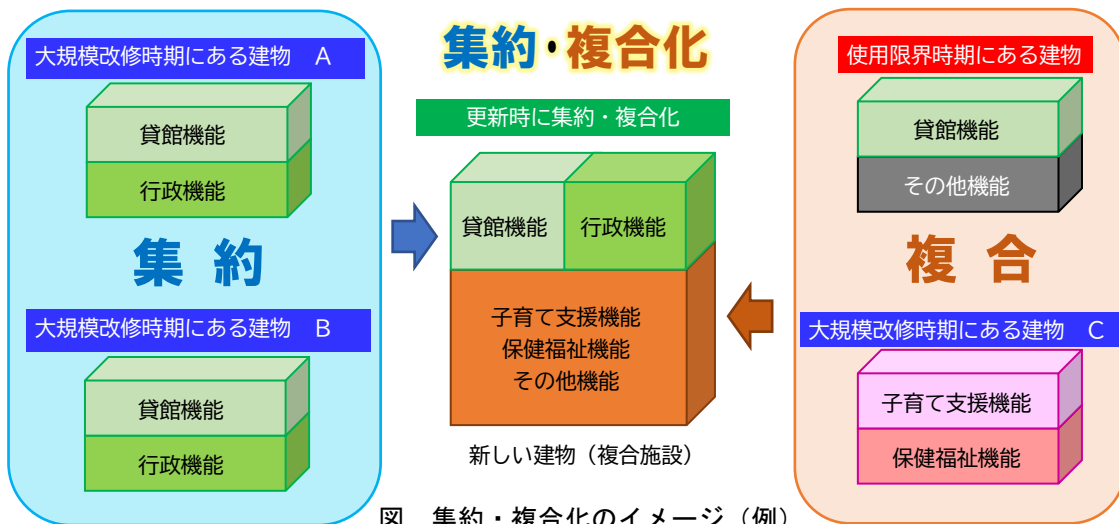 集約・複合化
大規模改修時期にある建物 A
貸館機能
行政機能
集 約
大規模改修時期にある建物 B
貸館機能
行政機能
更新時に集約・複合化
貸館機能
行政機能
子育て支援機能
保健福祉機能
その他機能
新しい建物（複合施設）
使用限界時期にある建物
貸館機能
その他機能
複 合
大規模改修時期にある建物 C
子育て支援機能
保健福祉機能
図 集約・複合化のイメージ（例）